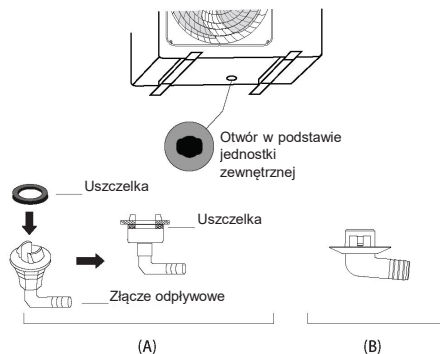 Otwór w podstawie
jednostki
zewnętrznej
Uszczelka
Uszczelka
Złącze odpływowe
(A)
(B)